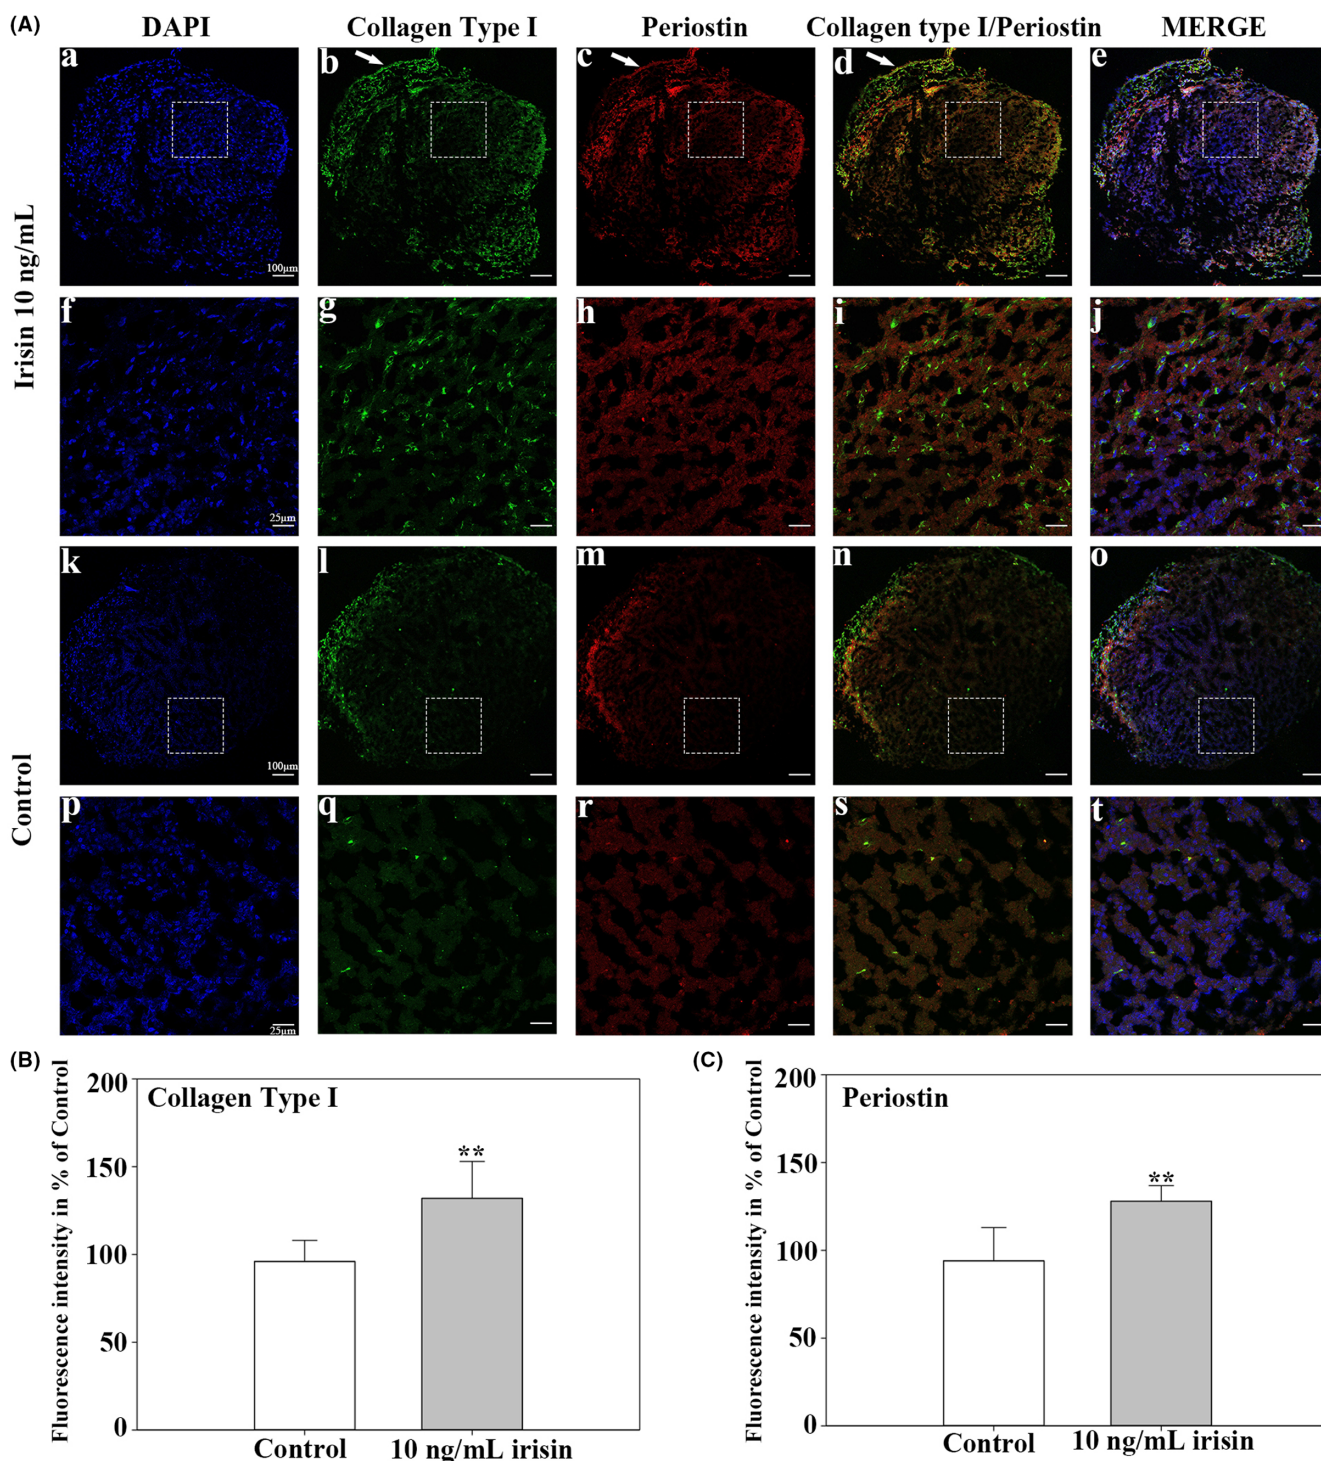 (A) DAPI Collagen Type I Periostin Collagen type I/Periostin MERGE
Irisin 10 ng/mL
a b c d e
100μm
f g h i j
25μm
Control
k l m n o
100μm
p q r s t
25μm
(B)
Fluorescence intensity in % of Control
200
150
100
50
0
Collagen Type I
**
Control 10 ng/mL irisin
(C)
Fluorescence intensity in % of Control
200
150
100
50
0
Periostin
**
Control 10 ng/mL irisin